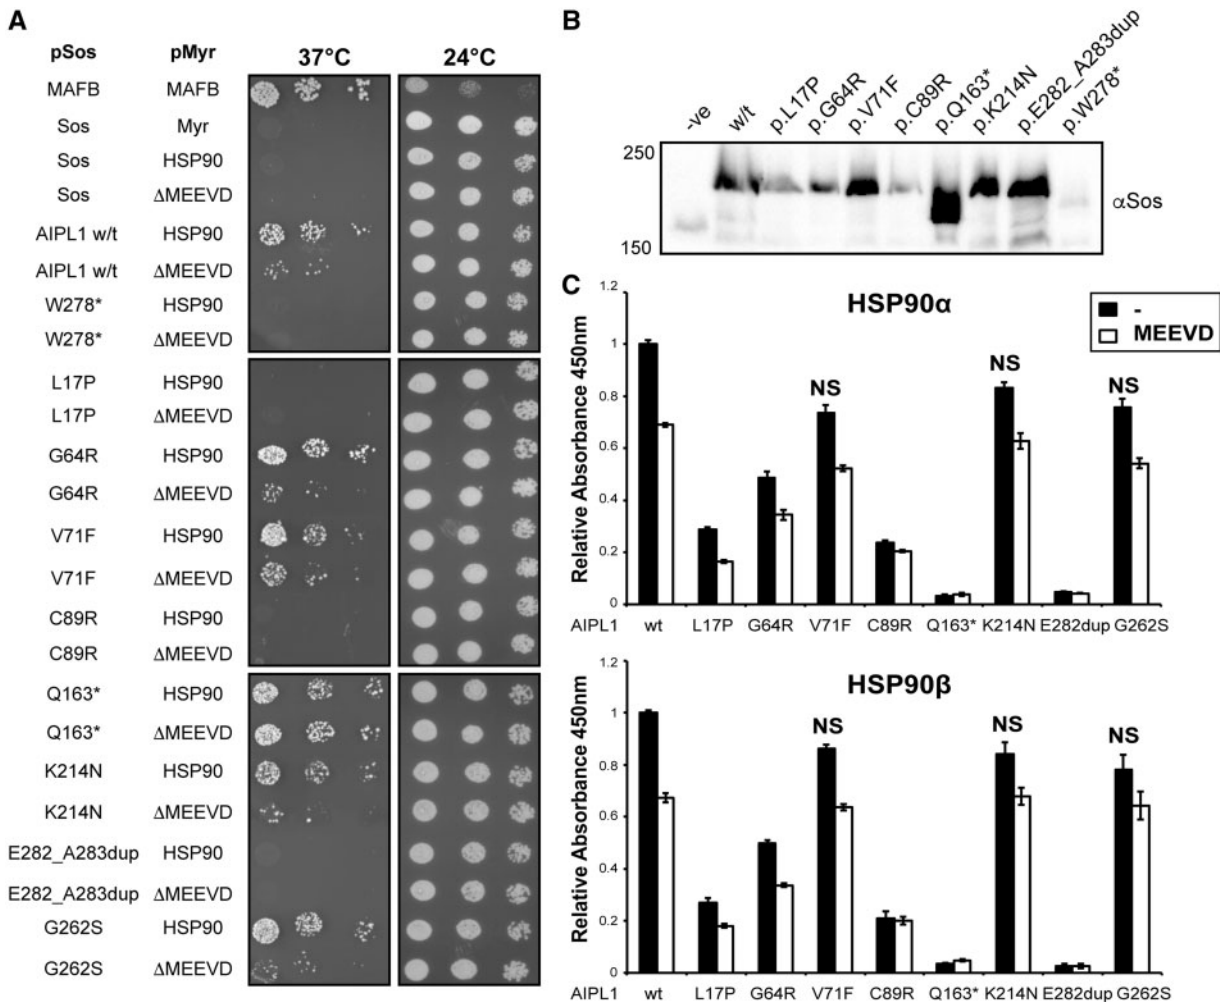 A
pSos pMyr 37°C 24°C
MAFB MAFB
Sos Myr
Sos HSP90
Sos ΔMEEVD
AIPL1 w/t HSP90
AIPL1 w/t ΔMEEVD
W278* HSP90
W278* ΔMEEVD
L17P HSP90
L17P ΔMEEVD
G64R HSP90
G64R ΔMEEVD
V71F HSP90
V71F ΔMEEVD
C89R HSP90
C89R ΔMEEVD
Q163* HSP90
Q163* ΔMEEVD
K214N HSP90
K214N ΔMEEVD
E282_A283dup HSP90
E282_A283dup ΔMEEVD
G262S HSP90
G262S ΔMEEVD
B
-ve w/t p.L17P p.G64R p.V71F p.C89R p.Q163* p.K214N p.E282_A283dup p.W278*
250
αSos
150
C
HSP90α
-
MEEVD
Relative Absorbance 450nm
1.2
1
0.8
0.6
0.4
0.2
0
NS NS NS
AIPL1 wt L17P G64R V71F C89R Q163* K214N E282dup G262S
HSP90β
Relative Absorbance 450nm
1.2
1
0.8
0.6
0.4
0.2
0
NS NS NS
AIPL1 wt L17P G64R V71F C89R Q163* K214N E282dup G262S